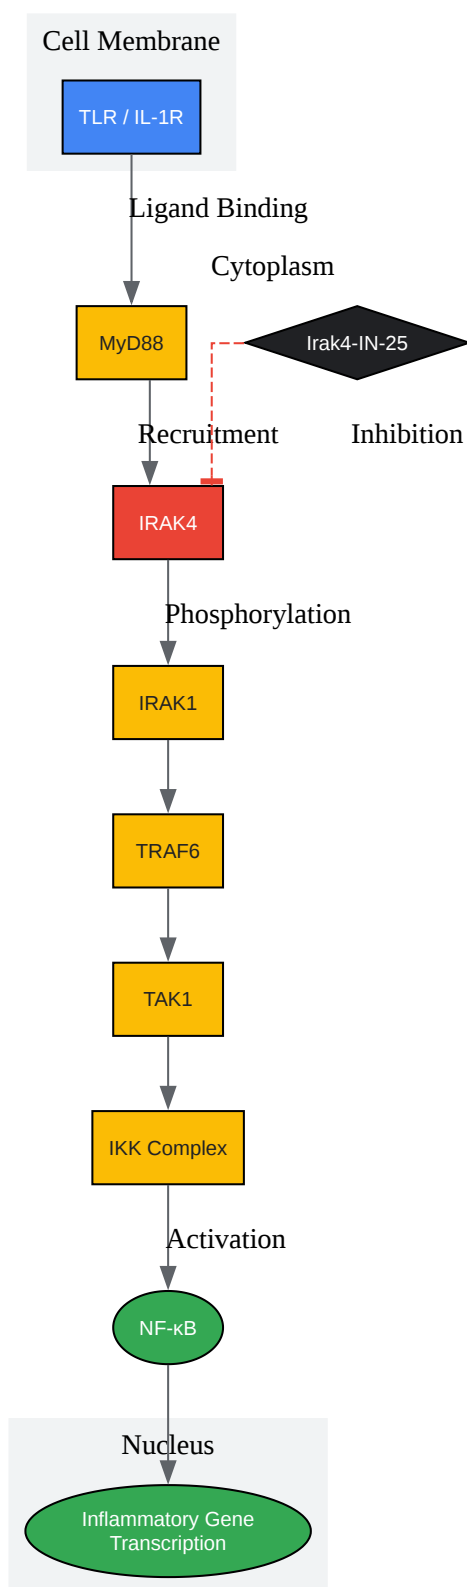 Cell Membrane
TLR / IL-1R
Ligand Binding
Cytoplasm
MyD88
Irak4-IN-25
Recruitment
Inhibition
IRAK4
Phosphorylation
IRAK1
TRAF6
TAK1
IKK Complex
Activation
NF-κB
Nucleus
Inflammatory Gene
Transcription